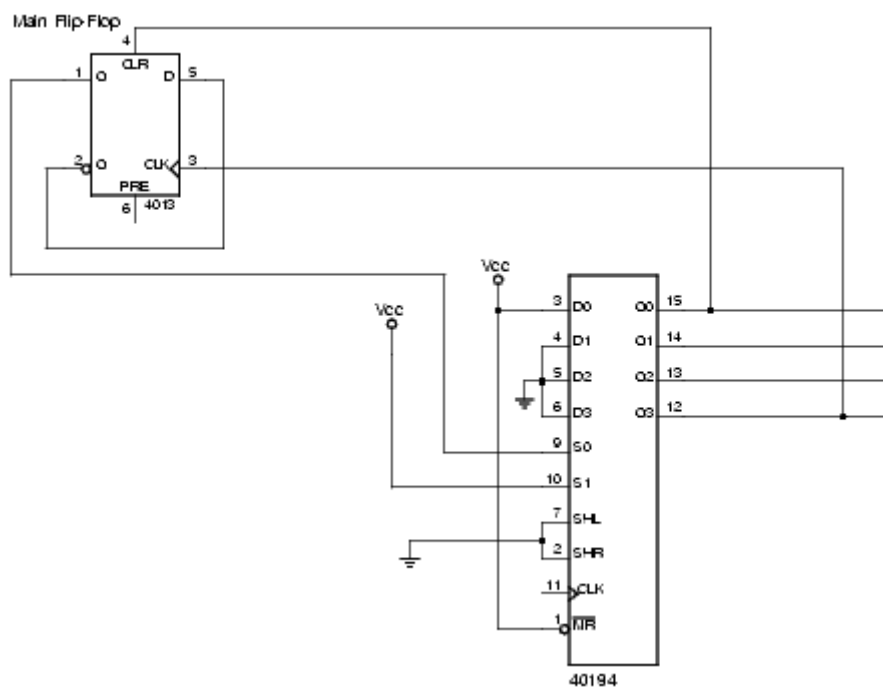 Main Flip-Flop
4
CLR
1 Q D 5
2 Q CLK 3
PRE
6 4013
Vcc
Vcc
3 D0 Q0 15
4 D1 Q1 14
5 D2 Q2 13
6 D3 Q3 12
9 S0
10 S1
7 SHL
2 SHR
11 CLK
1 MR
40194